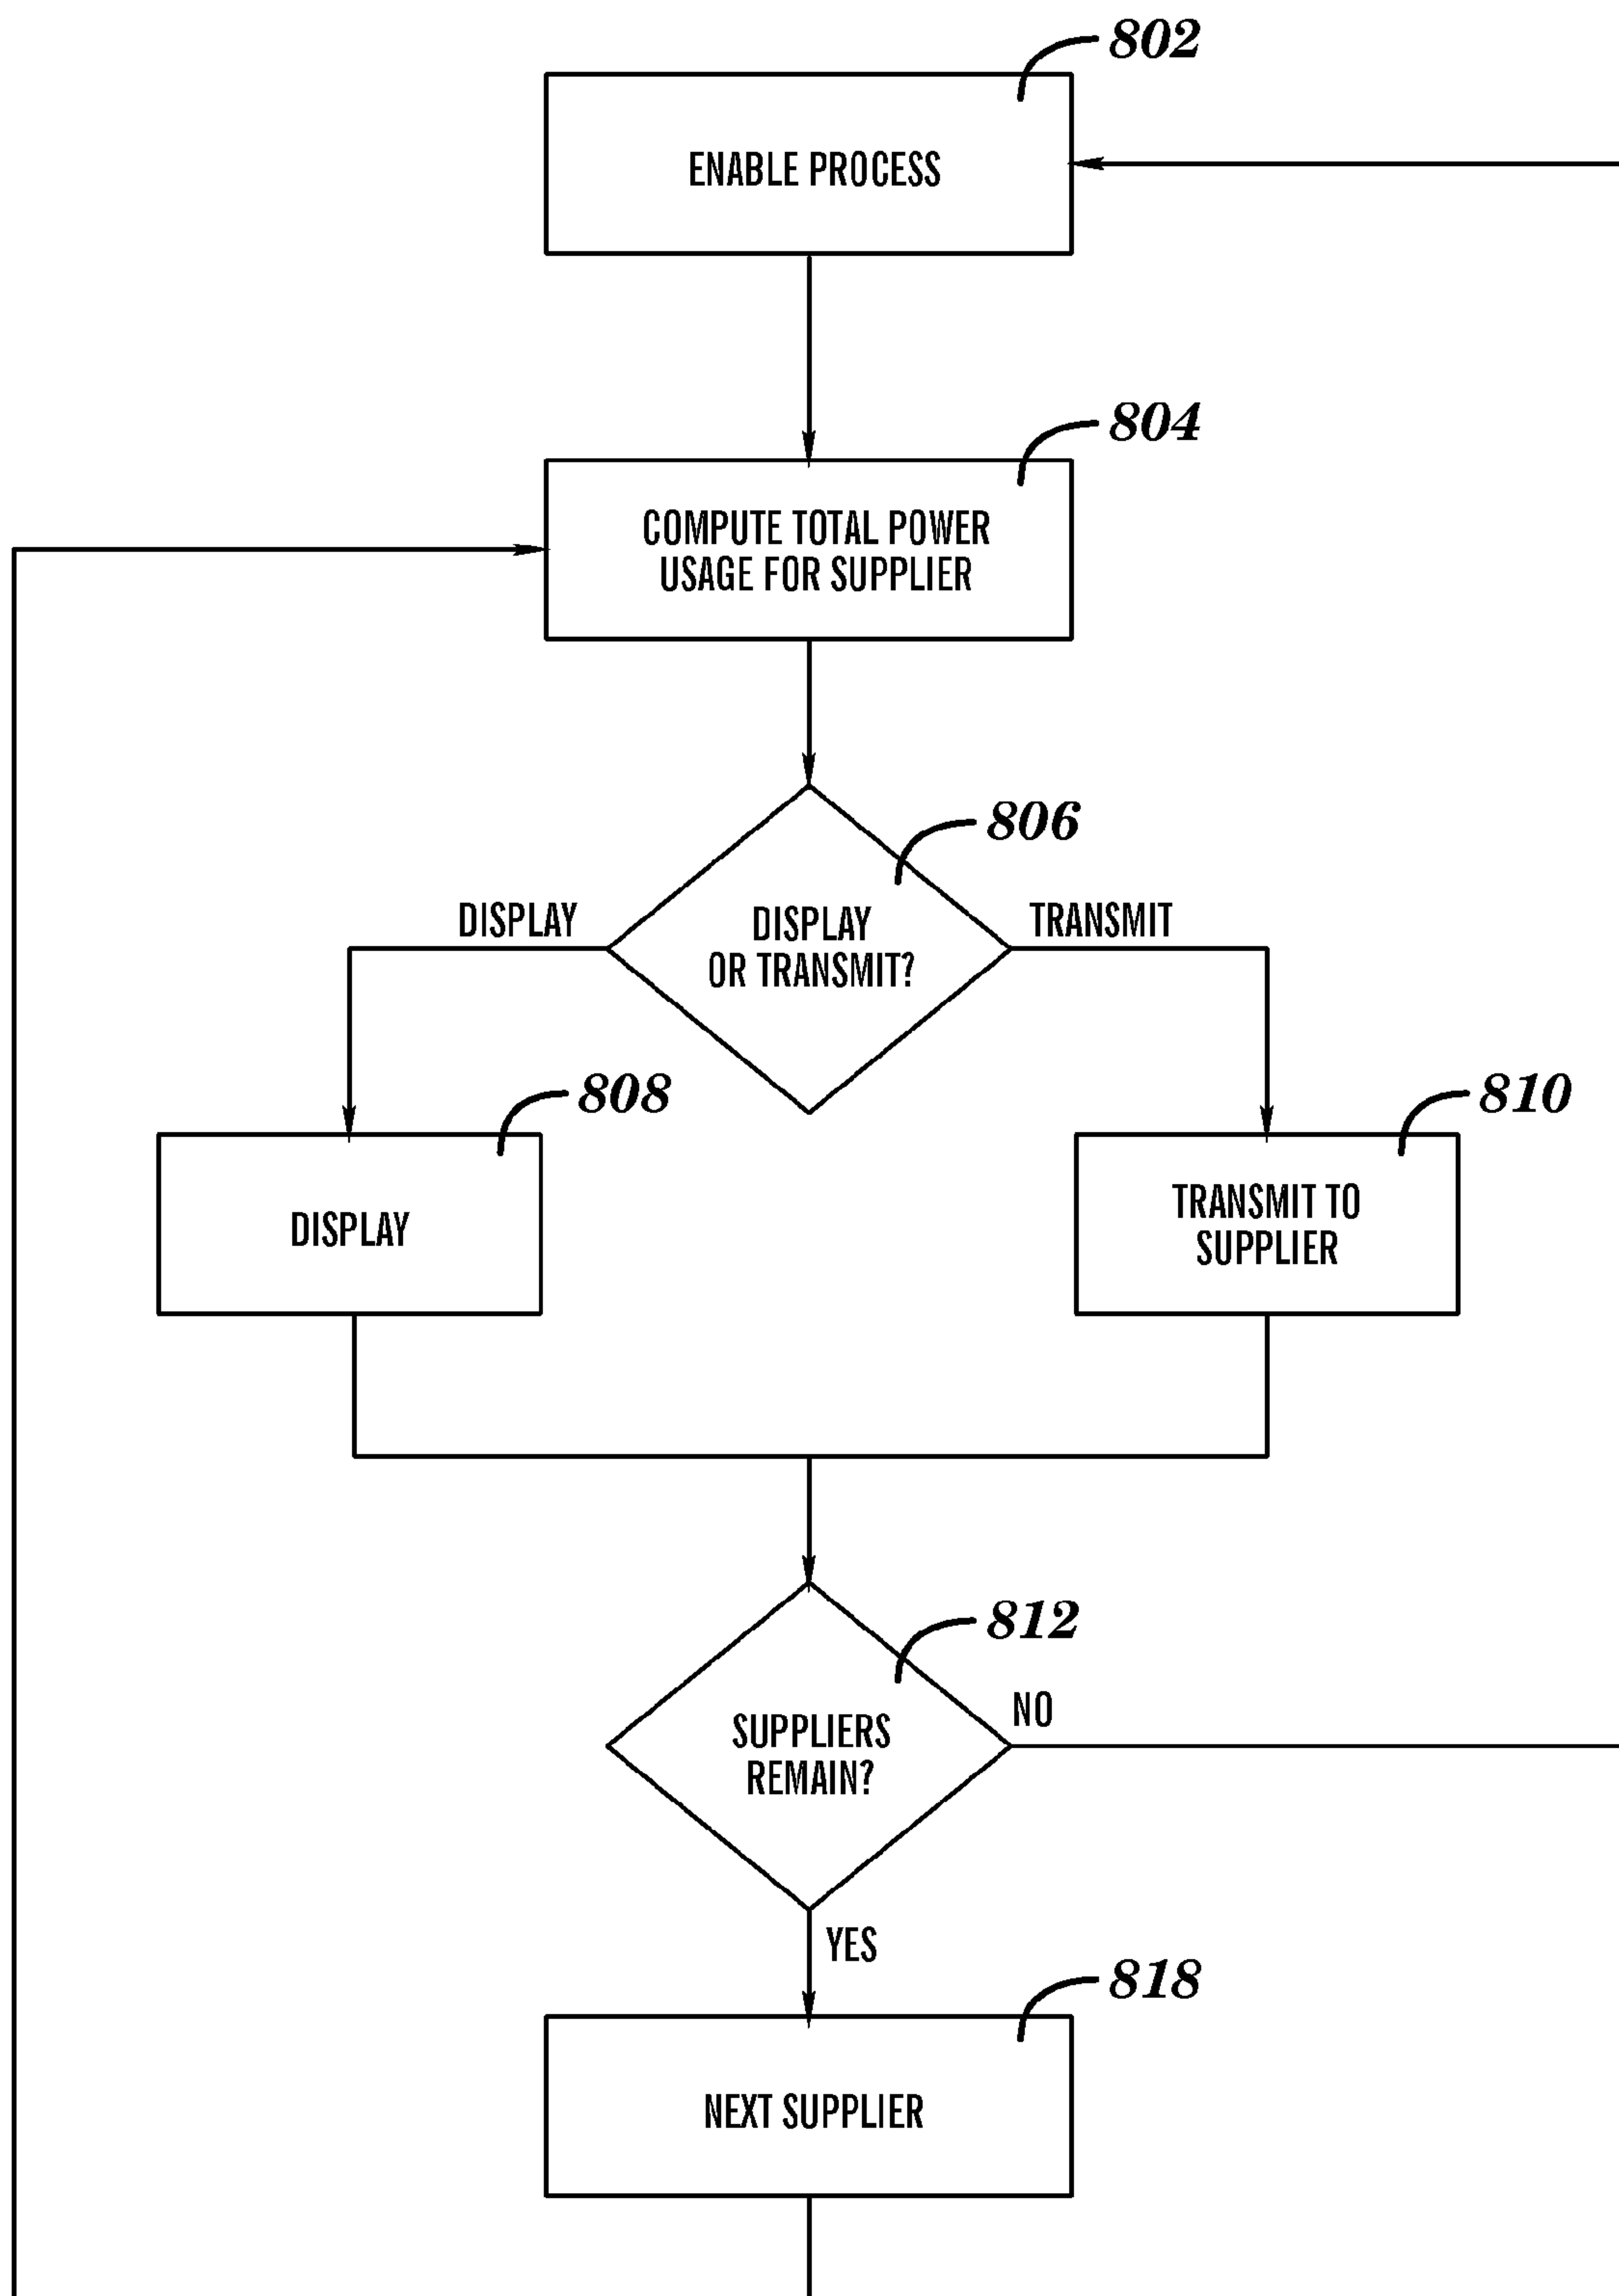 802
ENABLE PROCESS
804
COMPUTE TOTAL POWER
USAGE FOR SUPPLIER
806
DISPLAY
DISPLAY
OR TRANSMIT?
TRANSMIT
808
DISPLAY
810
TRANSMIT TO
SUPPLIER
812
SUPPLIERS
REMAIN?
NO
YES
818
NEXT SUPPLIER